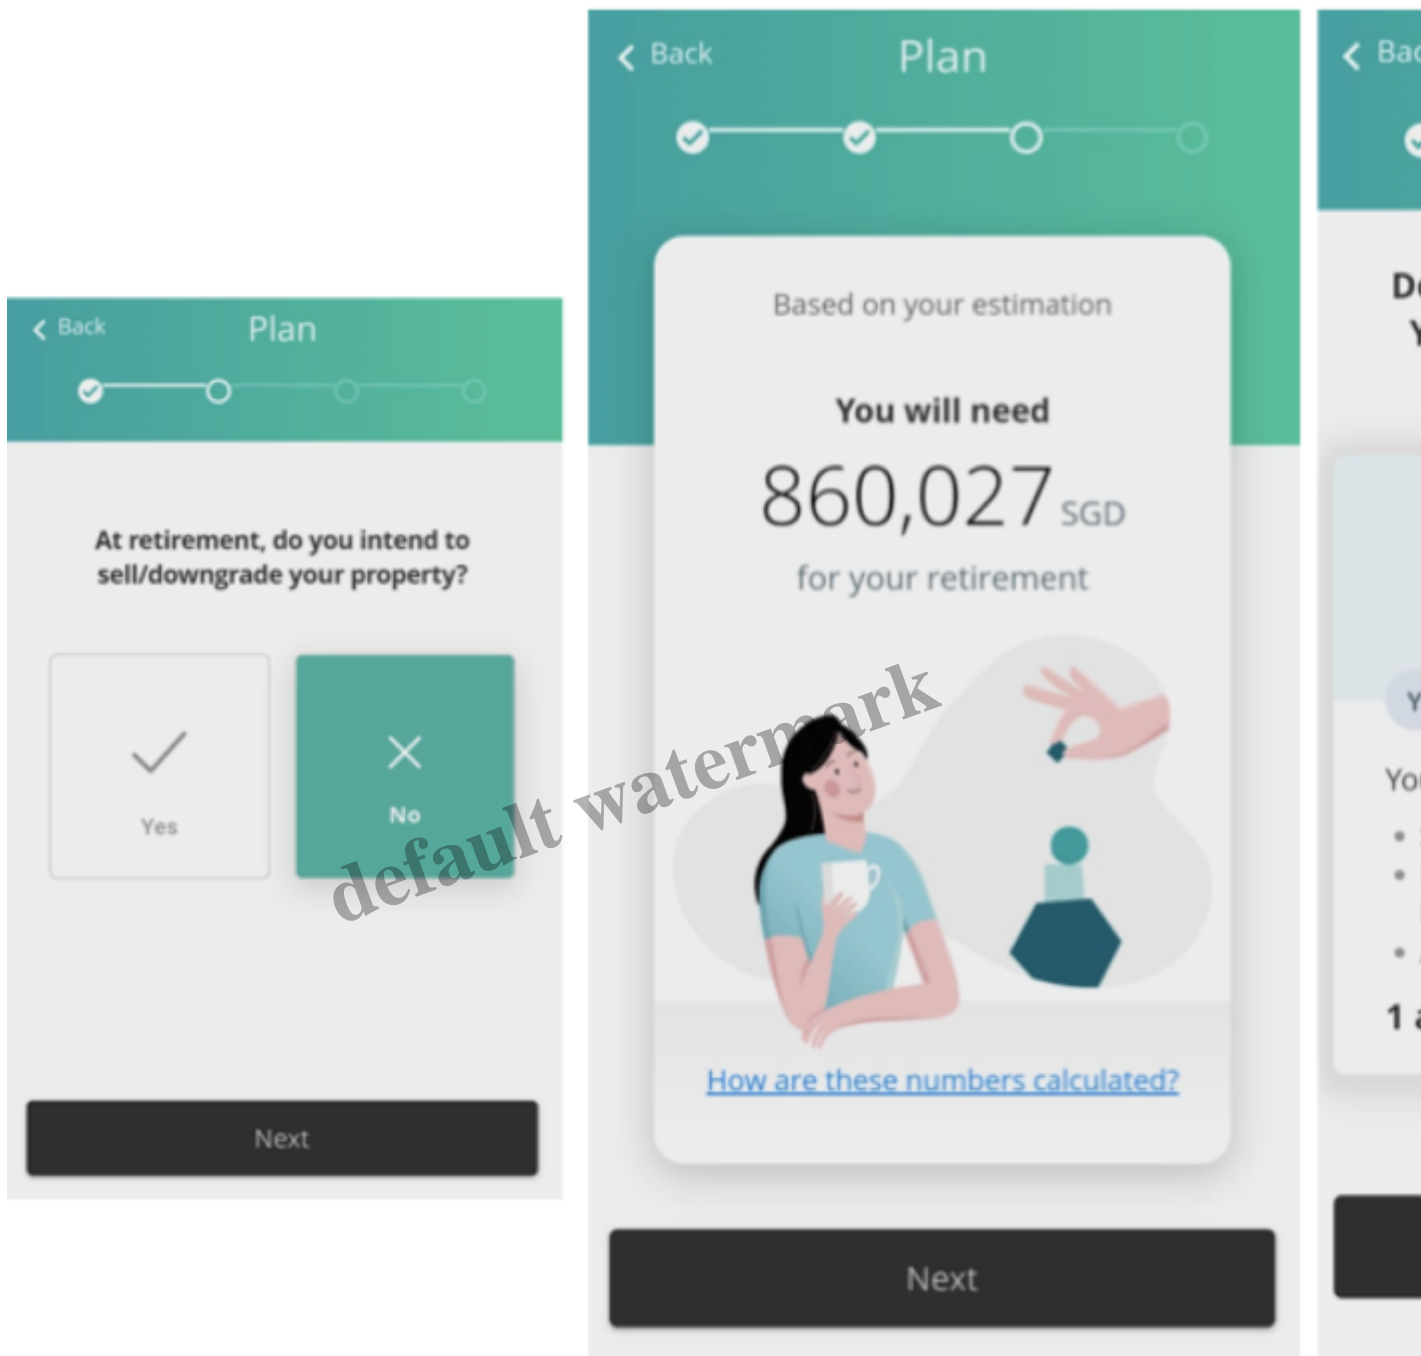 Back
Plan
At retirement, do you intend to
sell/downgrade your property?
Yes
No
Next
Back
Plan
Based on your estimation
You will need
860,027 SGD
for your retirement
How are these numbers calculated?
Next
default watermark
1